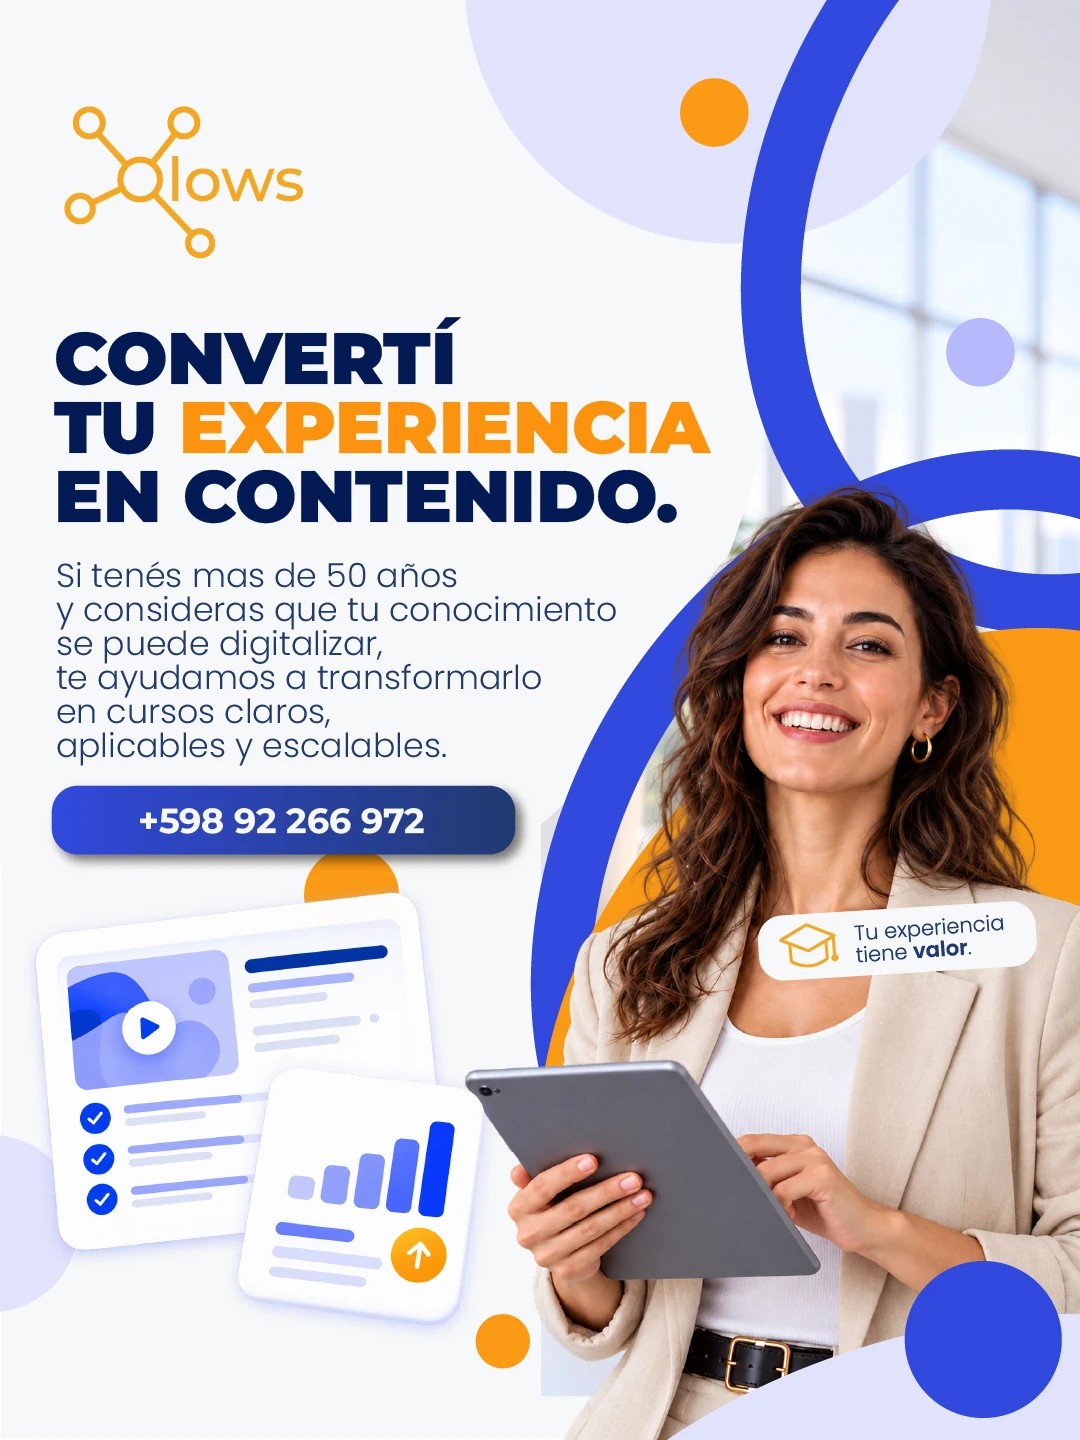 Olows
CONVERTÍ
TU EXPERIENCIA
EN CONTENIDO.
Si tenés mas de 50 años
y consideras que tu conocimiento
se puede digitalizar,
te ayudamos a transformarlo
en cursos claros,
aplicables y escalables.
+598 92 266 972
Tu experiencia
tiene valor.